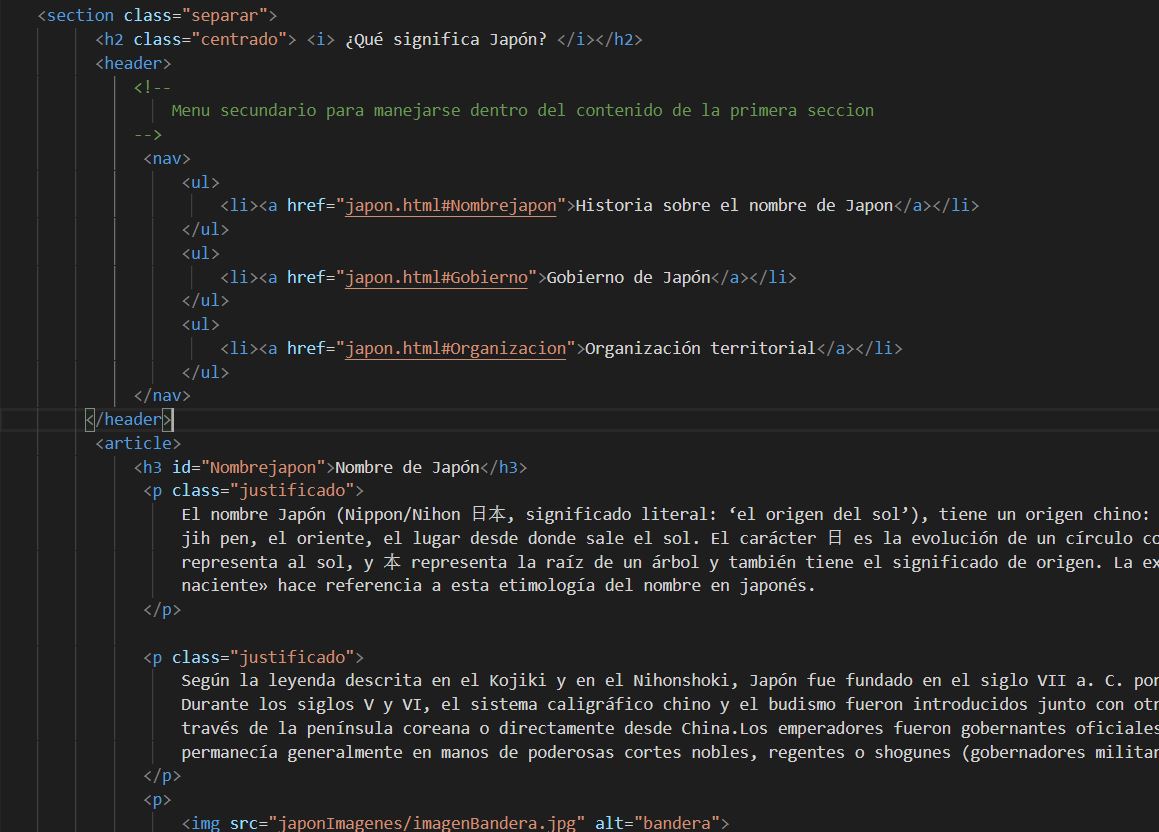 <section class="separar">
<h2 class="centrado"> <i> ¿Qué significa Japón? </i></h2>
<header>
<!--
Menu secundario para manejarse dentro del contenido de la primera seccion
-->
<nav>
<ul>
<li><a href="japon.html#Nombrejapon">Historia sobre el nombre de Japon</a></li>
</ul>
<ul>
<li><a href="japon.html#Gobierno">Gobierno de Japón</a></li>
</ul>
<ul>
<li><a href="japon.html#Organizacion">Organización territorial</a></li>
</ul>
</nav>
</header>
<article>
<h3 id="Nombrejapon">Nombre de Japón</h3>
<p class="justificado">
El nombre Japón (Nippon/Nihon 日本, significado literal: ‘el origen del sol’), tiene un origen chino:
jih pen, el oriente, el lugar desde donde sale el sol. El carácter 日 es la evolución de un círculo co
representa al sol, y 本 representa la raíz de un árbol y también tiene el significado de origen. La ex
naciente» hace referencia a esta etimología del nombre en japonés.
</p>
<p class="justificado">
Según la leyenda descrita en el Kojiki y en el Nihonshoki, Japón fue fundado en el siglo VII a. C. por
Durante los siglos V y VI, el sistema caligráfico chino y el budismo fueron introducidos junto con otr
través de la península coreana o directamente desde China.Los emperadores fueron gobernantes oficiales
permanecía generalmente en manos de poderosas cortes nobles, regentes o shogunes (gobernadores militar
</p>
<p>
<img src="japonImagenes/imagenBandera.jpg" alt="bandera">